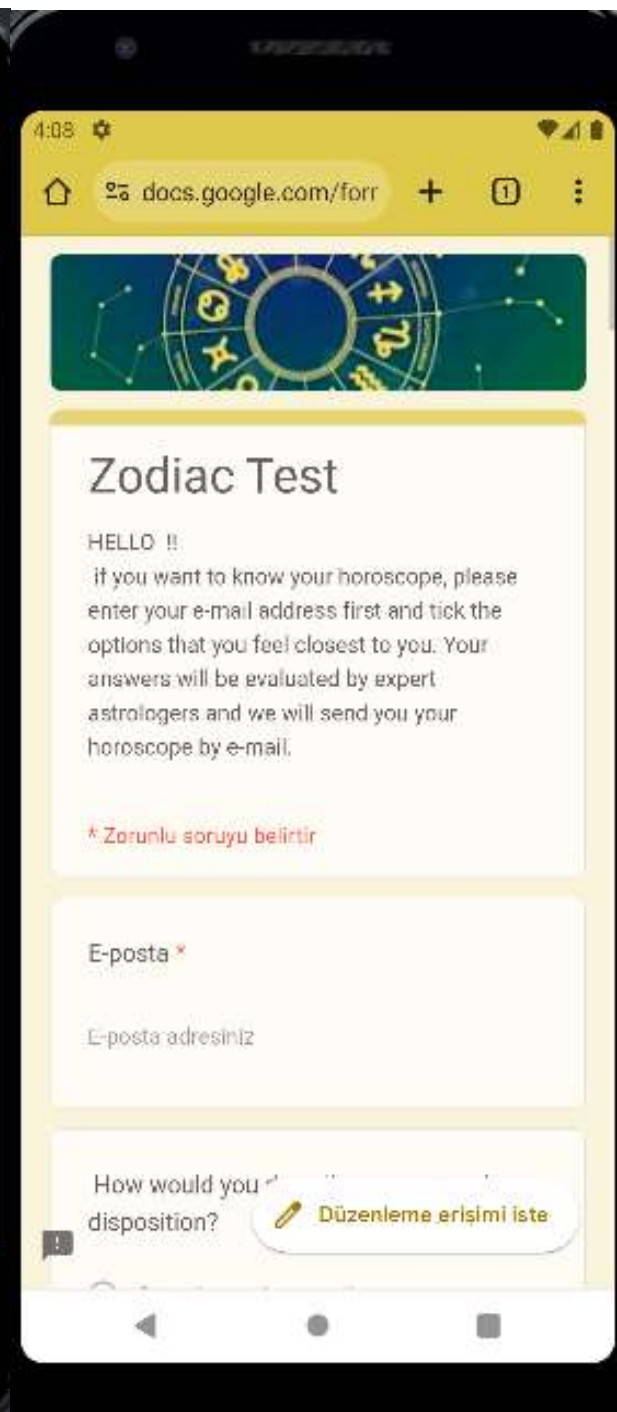 4:08
docs.google.com/forr
1
Zodiac Test
HELLO !!
if you want to know your horoscope, please
enter your e-mail address first and tick the
options that you feel closest to you. Your
answers will be evaluated by expert
astrologers and we will send you your
horoscope by e-mail.
* Zorunlu soruyu belirtir
E-posta *
E-posta adresiniz
How would you
disposition?
Düzenleme erişimi iste